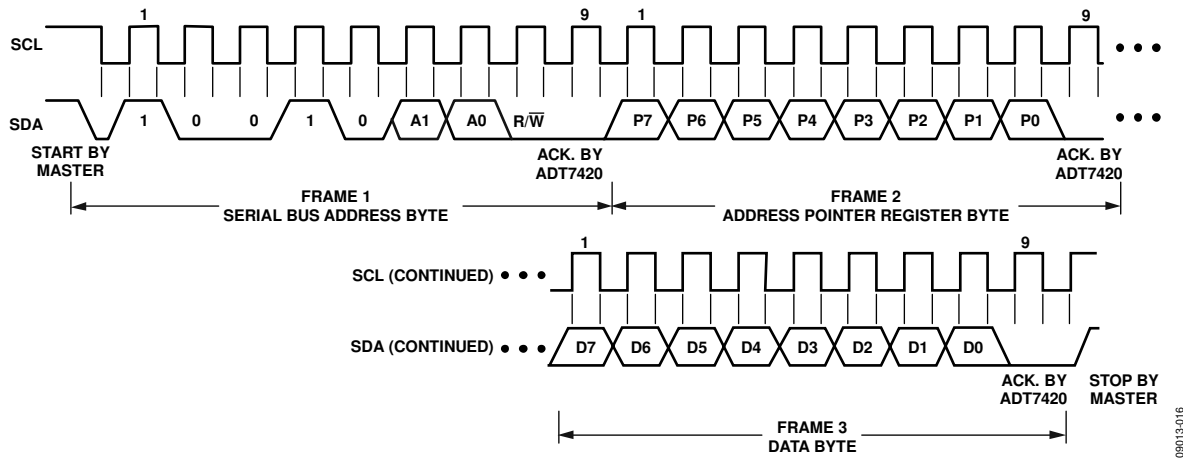 1 9 1 9
SCL
SDA
1 0 0 1 0 A1 A0 R/W̅ P7 P6 P5 P4 P3 P2 P1 P0
START BY
MASTER
ACK. BY
ADT7420
ACK. BY
ADT7420
FRAME 1
SERIAL BUS ADDRESS BYTE
FRAME 2
ADDRESS POINTER REGISTER BYTE
1 9
SCL (CONTINUED)
SDA (CONTINUED)
D7 D6 D5 D4 D3 D2 D1 D0
ACK. BY
ADT7420
STOP BY
MASTER
FRAME 3
DATA BYTE
09013-016